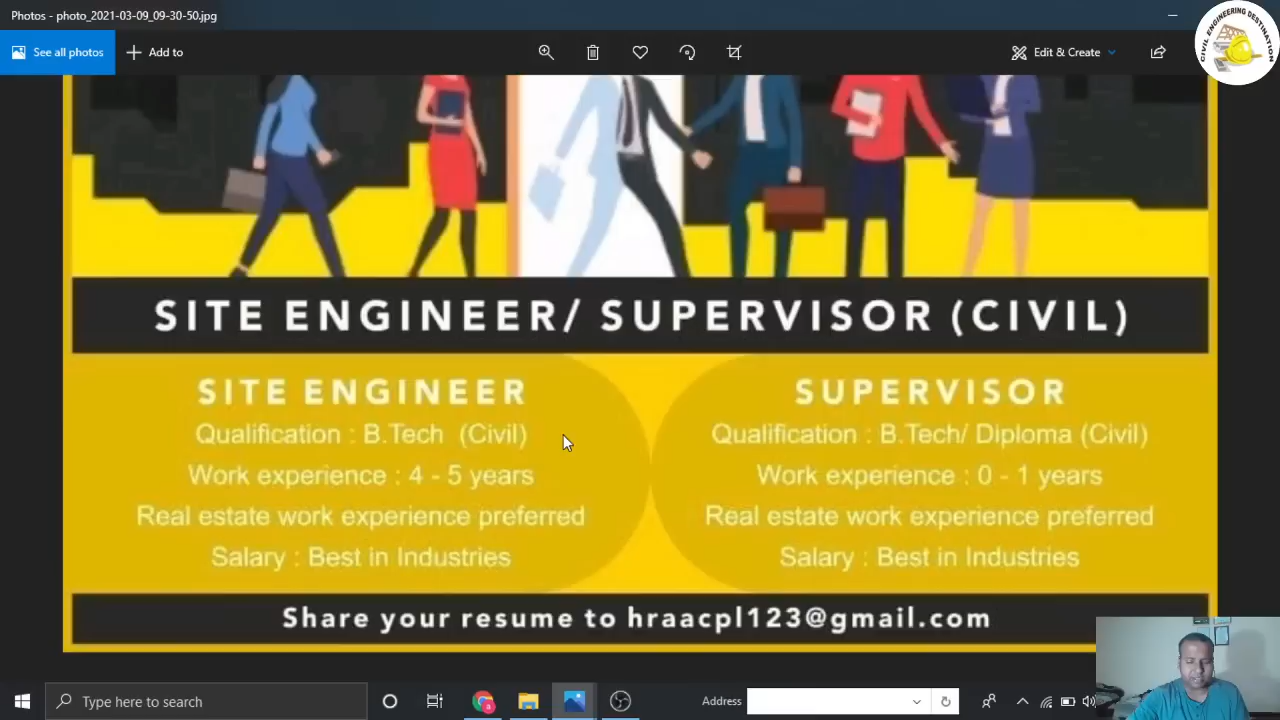 Photos - photo_2021-03-09_09-30-50.jpg
See all photos
Add to
Edit & Create
CIVIL ENGINEERING DESTINATION
SITE ENGINEER/ SUPERVISOR (CIVIL)
SITE ENGINEER
Qualification : B.Tech (Civil)
Work experience : 4 - 5 years
Real estate work experience preferred
Salary : Best in Industries
SUPERVISOR
Qualification : B.Tech/ Diploma (Civil)
Work experience : 0 - 1 years
Real estate work experience preferred
Salary : Best in Industries
Share your resume to hraacpl123@gmail.com
Type here to search
Address